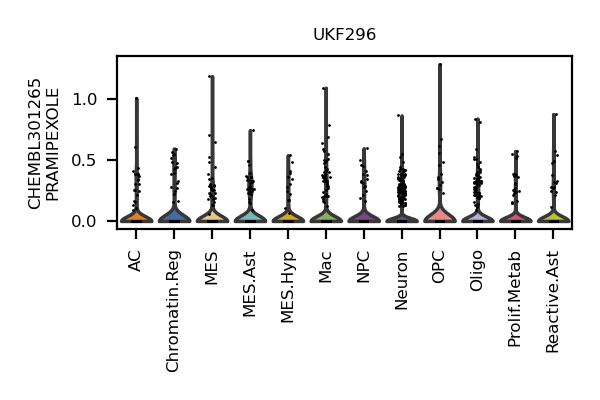 UKF296
CHEMBL301265
PRAMIPEXOLE
1.0
0.5
0.0
AC
Chromatin.Reg
MES
MES.Ast
MES.Hyp
Mac
NPC
Neuron
OPC
Oligo
Prolif.Metab
Reactive.Ast